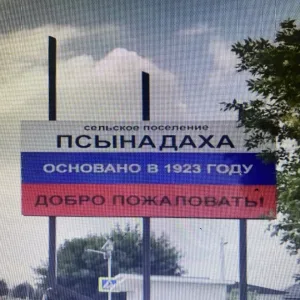 сельское поселение
ПСЫНАДАХА
ОСНОВАНО В 1923 ГОДУ
ДОБРО ПОЖАЛОВАТЬ!